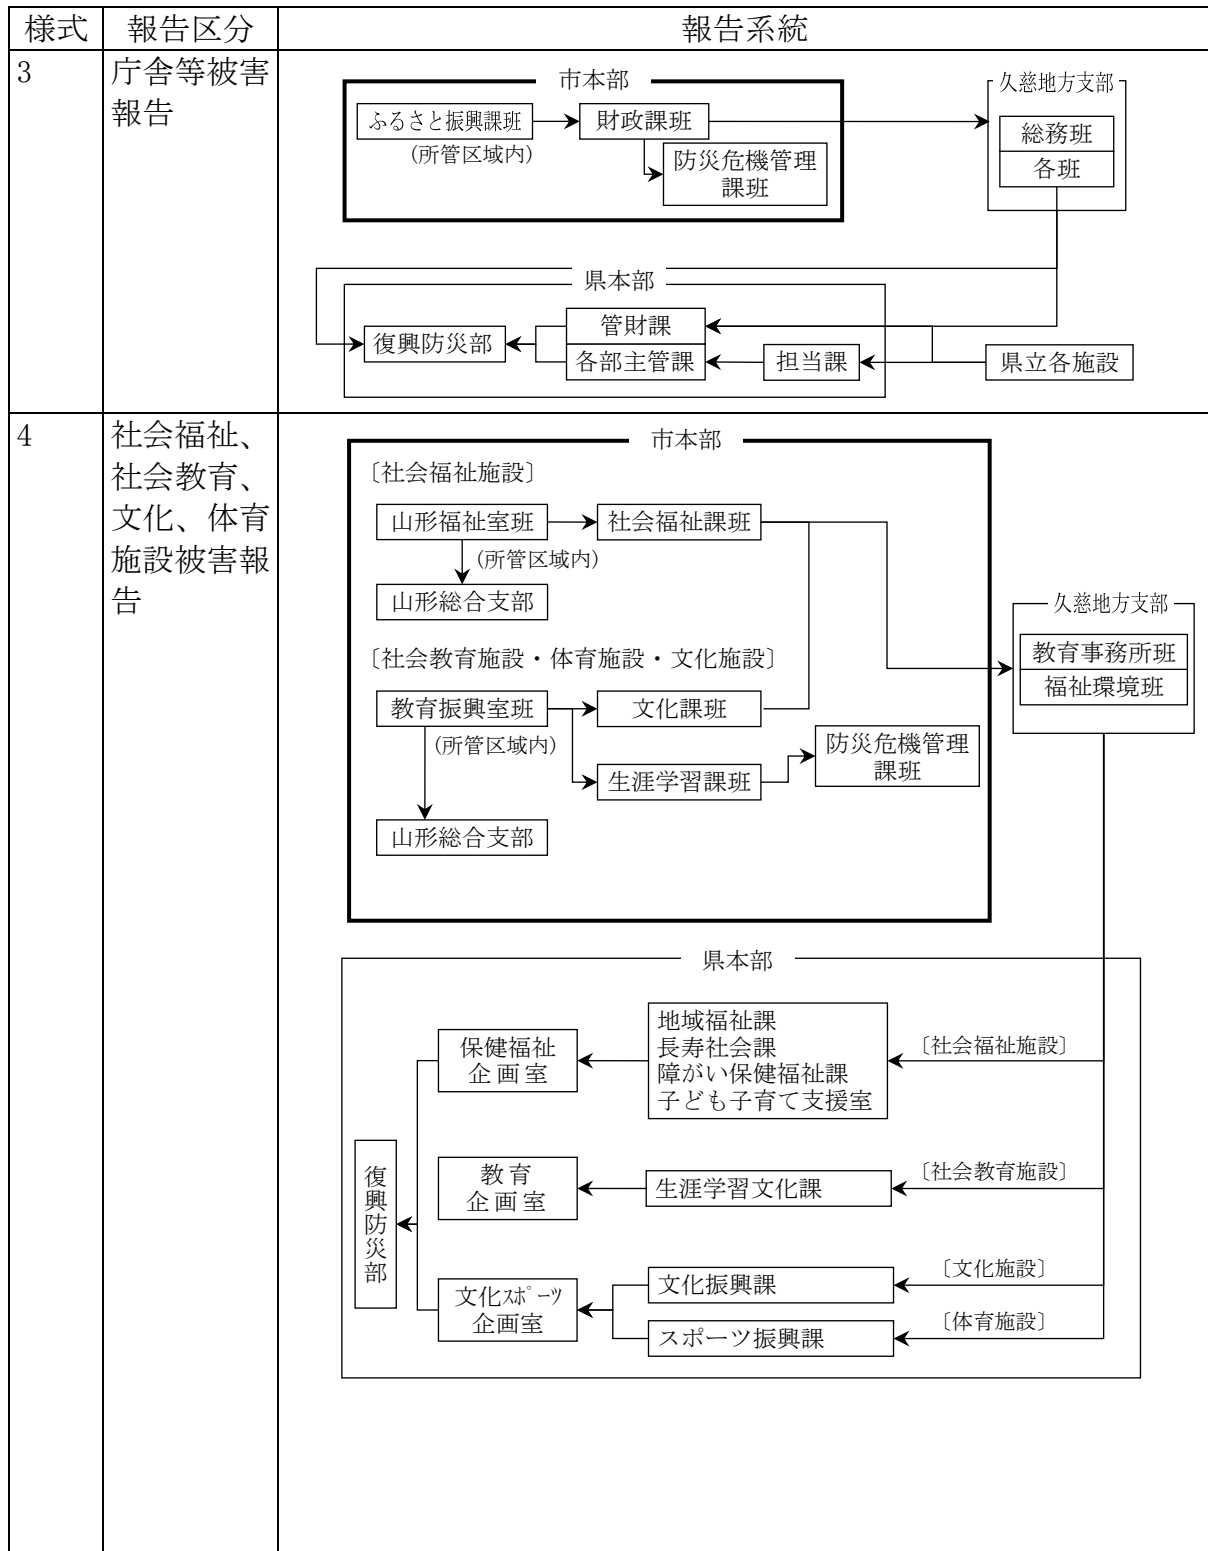 様式 報告区分 報告系統
3 庁舎等被害
報告
市本部
久慈地方支部
ふるさと振興課班 財政課班
(所管区域内)
防災危機管理
課班
総務班
各班
県本部
復興防災部
管財課
各部主管課
担当課
県立各施設
4 社会福祉、
社会教育、
文化、体育
施設被害報
告
市本部
〔社会福祉施設〕
山形福祉室班 社会福祉課班
(所管区域内)
山形総合支部
〔社会教育施設・体育施設・文化施設〕
教育振興室班 文化課班
(所管区域内)
生涯学習課班
防災危機管理
課班
山形総合支部
久慈地方支部
教育事務所班
福祉環境班
県本部
保健福祉
企画室
地域福祉課
長寿社会課
障がい保健福祉課
子ども子育て支援室
〔社会福祉施設〕
復興防災部
教育
企画室
生涯学習文化課
〔社会教育施設〕
文化ｽﾎﾟｰﾂ
企画室
文化振興課
〔文化施設〕
スポーツ振興課
〔体育施設〕